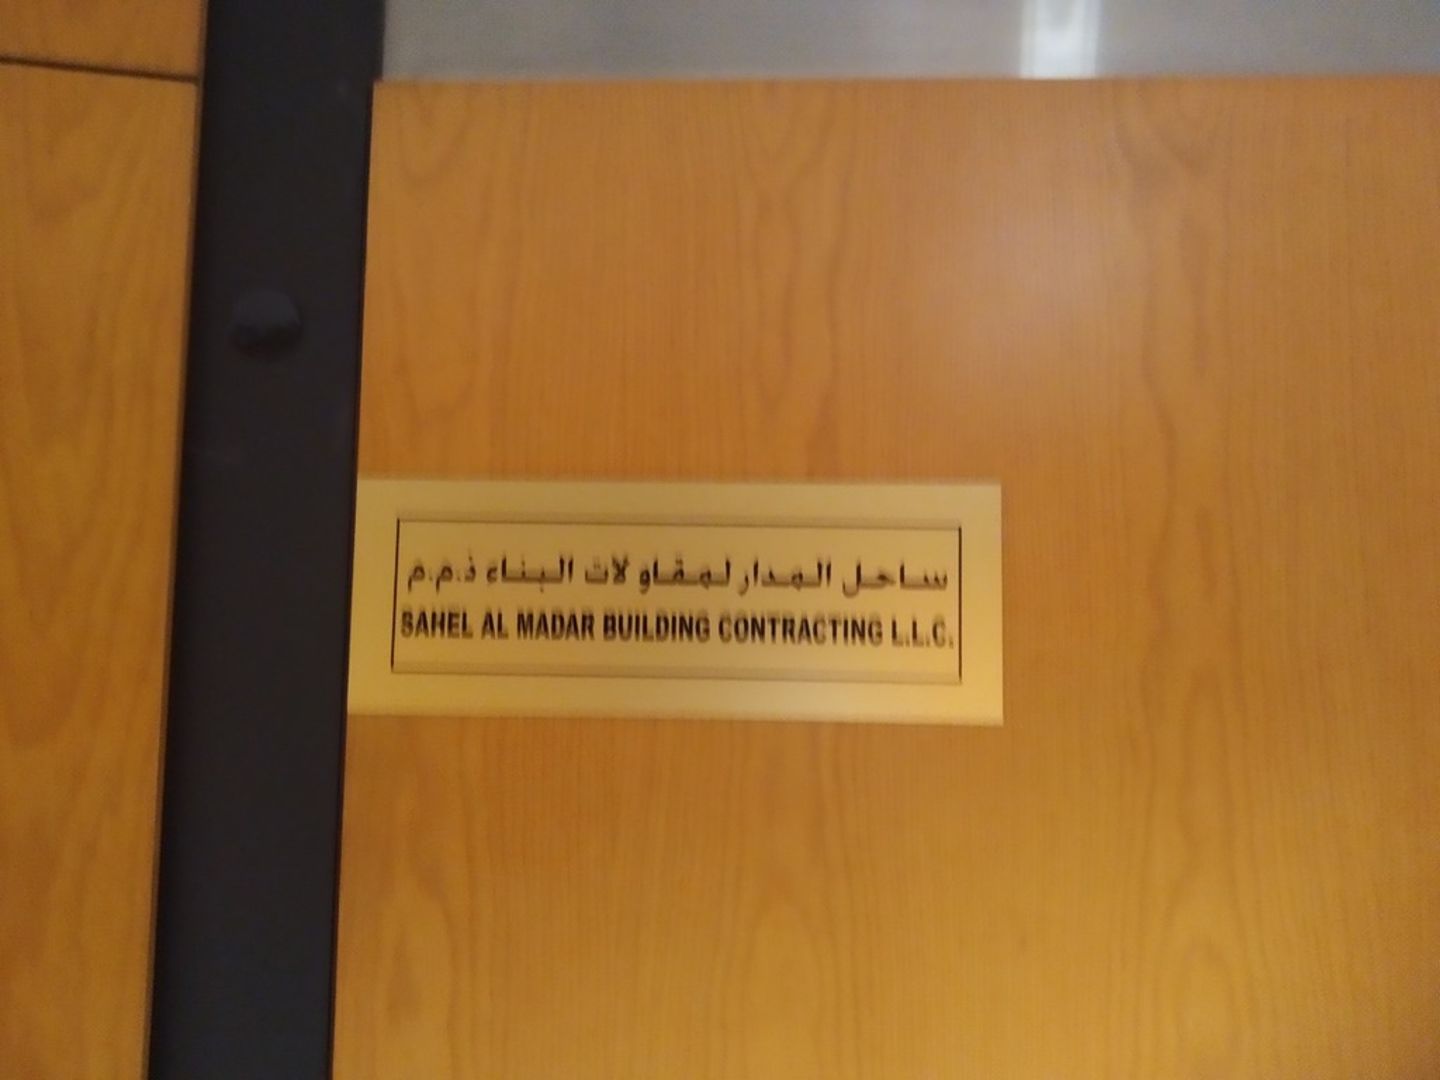 ساحل المدار لمقاولات البناء ذ.م.م
SAHEL AL MADAR BUILDING CONTRACTING L.L.C.